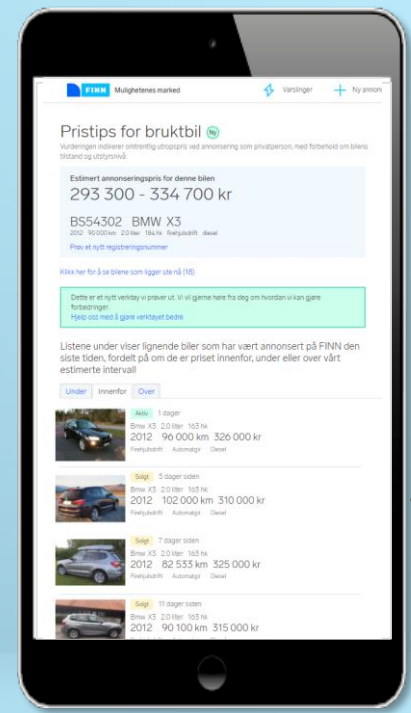 FINN Mulighetenes marked Varslinger Ny annon
Pristips for bruktbil Ny
Vurderingen indikerer omtrentlig utropspris ved annonsering som privatperson, med forbehold om bilens
tilstand og utstyrsnivå.
Estimert annonseringspris for denne bilen
293 300 - 334 700 kr
BS54302 BMW X3
2012 90 000 km 2.0 liter 184 hk firehjulsdrift diesel
Prøv et nytt registreringsnummer
Klikk her for å se bilene som ligger ute nå (18)
Dette er et nytt verktøy vi prøver ut. Vi vil gjerne høre fra deg om hvordan vi kan gjøre
forbedringer.
Hjelp oss med å gjøre verktøyet bedre
Listene under viser lignende biler som har vært annonsert på FINN den
siste tiden, fordelt på om de er priset innenfor, under eller over vårt
estimerte intervall
Under Innenfor Over
Aktiv 1 dager
Bmw X3 2.0 liter 163 hk
2012 96 000 km 326 000 kr
Firehjulsdrift Automatgir Diesel
Solgt 5 dager siden
Bmw X3 2.0 liter 163 hk
2012 102 000 km 310 000 kr
Firehjulsdrift Automatgir Diesel
Solgt 7 dager siden
Bmw X3 2.0 liter 163 hk
2012 82 533 km 325 000 kr
Firehjulsdrift Automatgir Diesel
Solgt 11 dager siden
Bmw X3 2.0 liter 163 hk
2012 90 100 km 315 000 kr